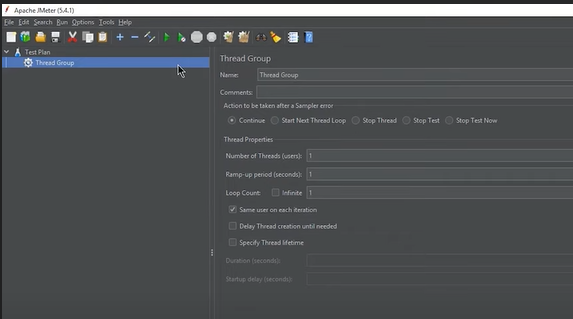 Apache JMeter (5.4.1)
File Edit Search Run Options Tools Help
Test Plan
Thread Group
Thread Group
Name: Thread Group
Comments:
Action to be taken after a Sampler error
Continue Start Next Thread Loop Stop Thread Stop Test Stop Test Now
Thread Properties
Number of Threads (users): 1
Ramp-up period (seconds): 1
Loop Count: Infinite 1
Same user on each iteration
Delay Thread creation until needed
Specify Thread lifetime
Duration (seconds):
Startup delay (seconds):